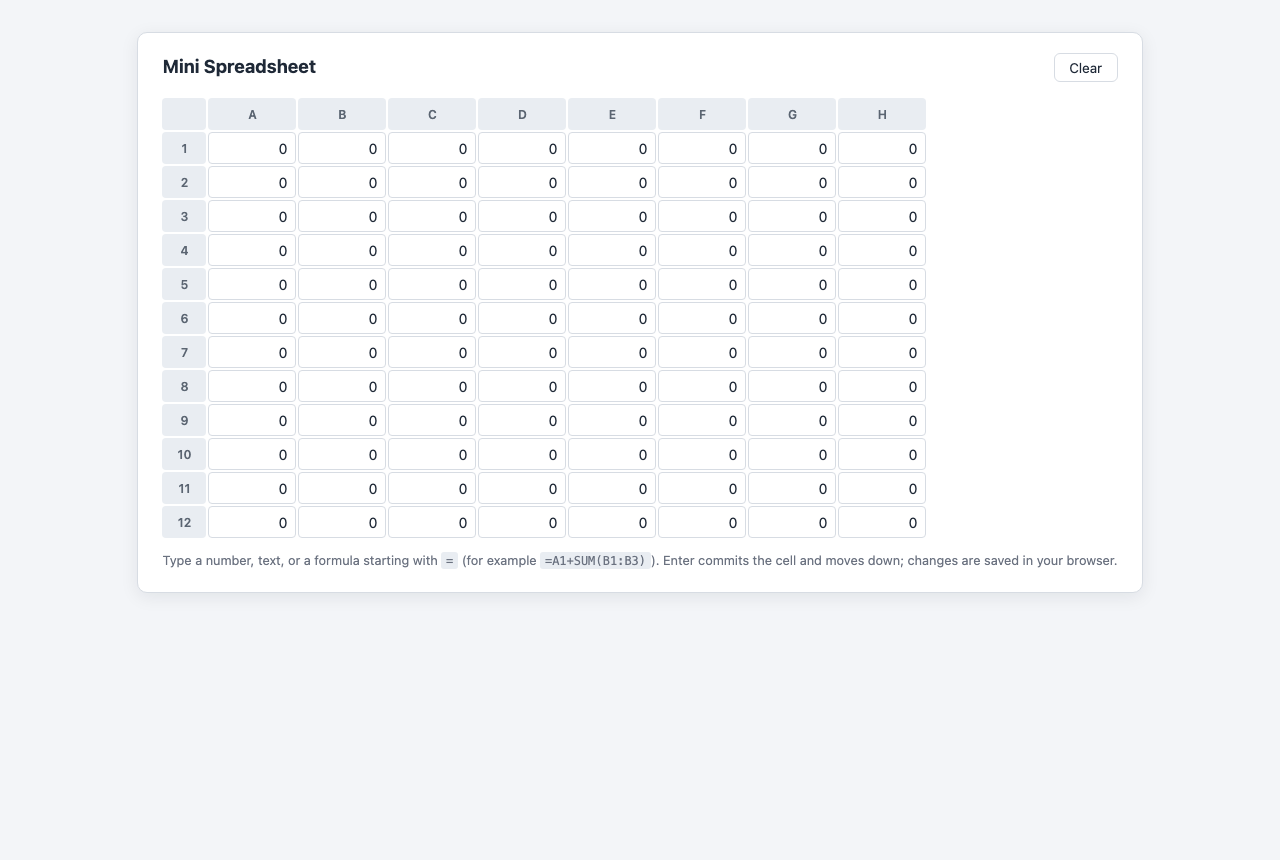 Mini Spreadsheet Clear
A B C D E F G H
1 0 0 0 0 0 0 0 0
2 0 0 0 0 0 0 0 0
3 0 0 0 0 0 0 0 0
4 0 0 0 0 0 0 0 0
5 0 0 0 0 0 0 0 0
6 0 0 0 0 0 0 0 0
7 0 0 0 0 0 0 0 0
8 0 0 0 0 0 0 0 0
9 0 0 0 0 0 0 0 0
10 0 0 0 0 0 0 0 0
11 0 0 0 0 0 0 0 0
12 0 0 0 0 0 0 0 0
Type a number, text, or a formula starting with = (for example =A1+SUM(B1:B3) ). Enter commits the cell and moves down; changes are saved in your browser.